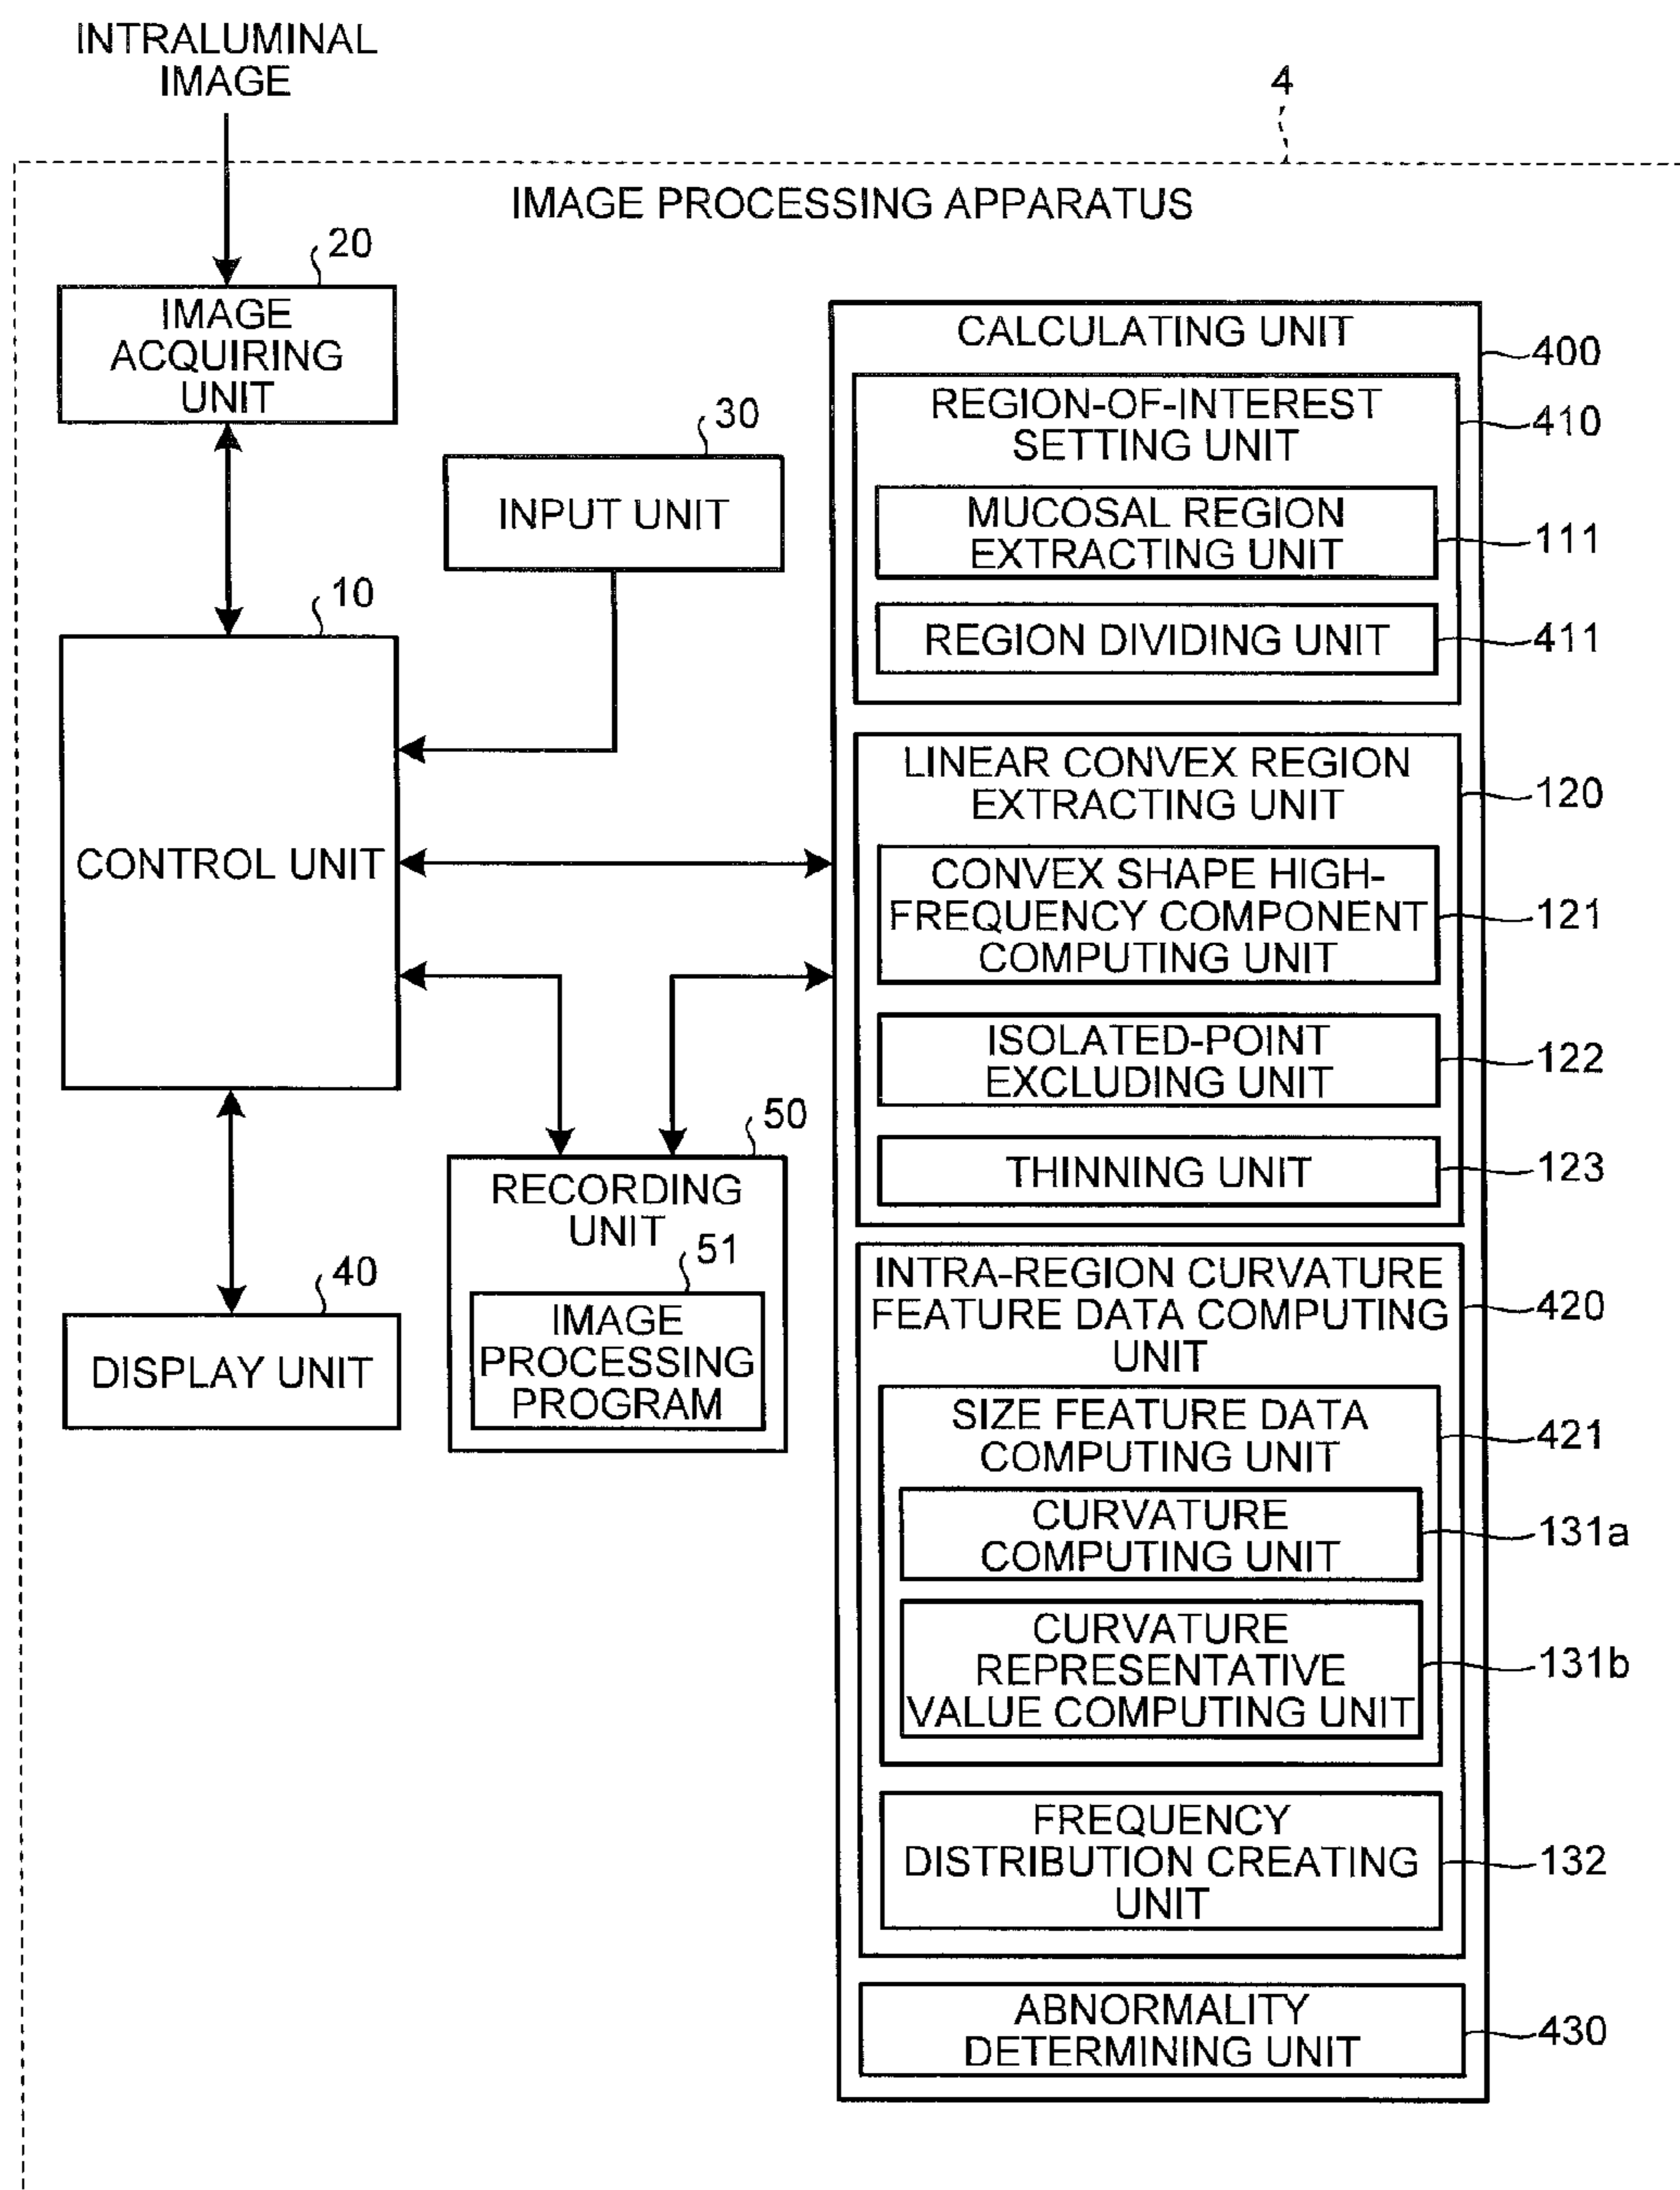 INTRALUMINAL
IMAGE
4
IMAGE PROCESSING APPARATUS
20
IMAGE
ACQUIRING
UNIT
30
INPUT UNIT
10
CONTROL UNIT
50
RECORDING
UNIT
51
IMAGE
PROCESSING
PROGRAM
40
DISPLAY UNIT
CALCULATING UNIT
400
REGION-OF-INTEREST
SETTING UNIT
410
MUCOSAL REGION
EXTRACTING UNIT
111
REGION DIVIDING UNIT
411
LINEAR CONVEX REGION
EXTRACTING UNIT
120
CONVEX SHAPE HIGH-
FREQUENCY COMPONENT
COMPUTING UNIT
121
ISOLATED-POINT
EXCLUDING UNIT
122
THINNING UNIT
123
INTRA-REGION CURVATURE
FEATURE DATA COMPUTING
UNIT
420
SIZE FEATURE DATA
COMPUTING UNIT
421
CURVATURE
COMPUTING UNIT
131a
CURVATURE
REPRESENTATIVE
VALUE COMPUTING UNIT
131b
FREQUENCY
DISTRIBUTION CREATING
UNIT
132
ABNORMALITY
DETERMINING UNIT
430